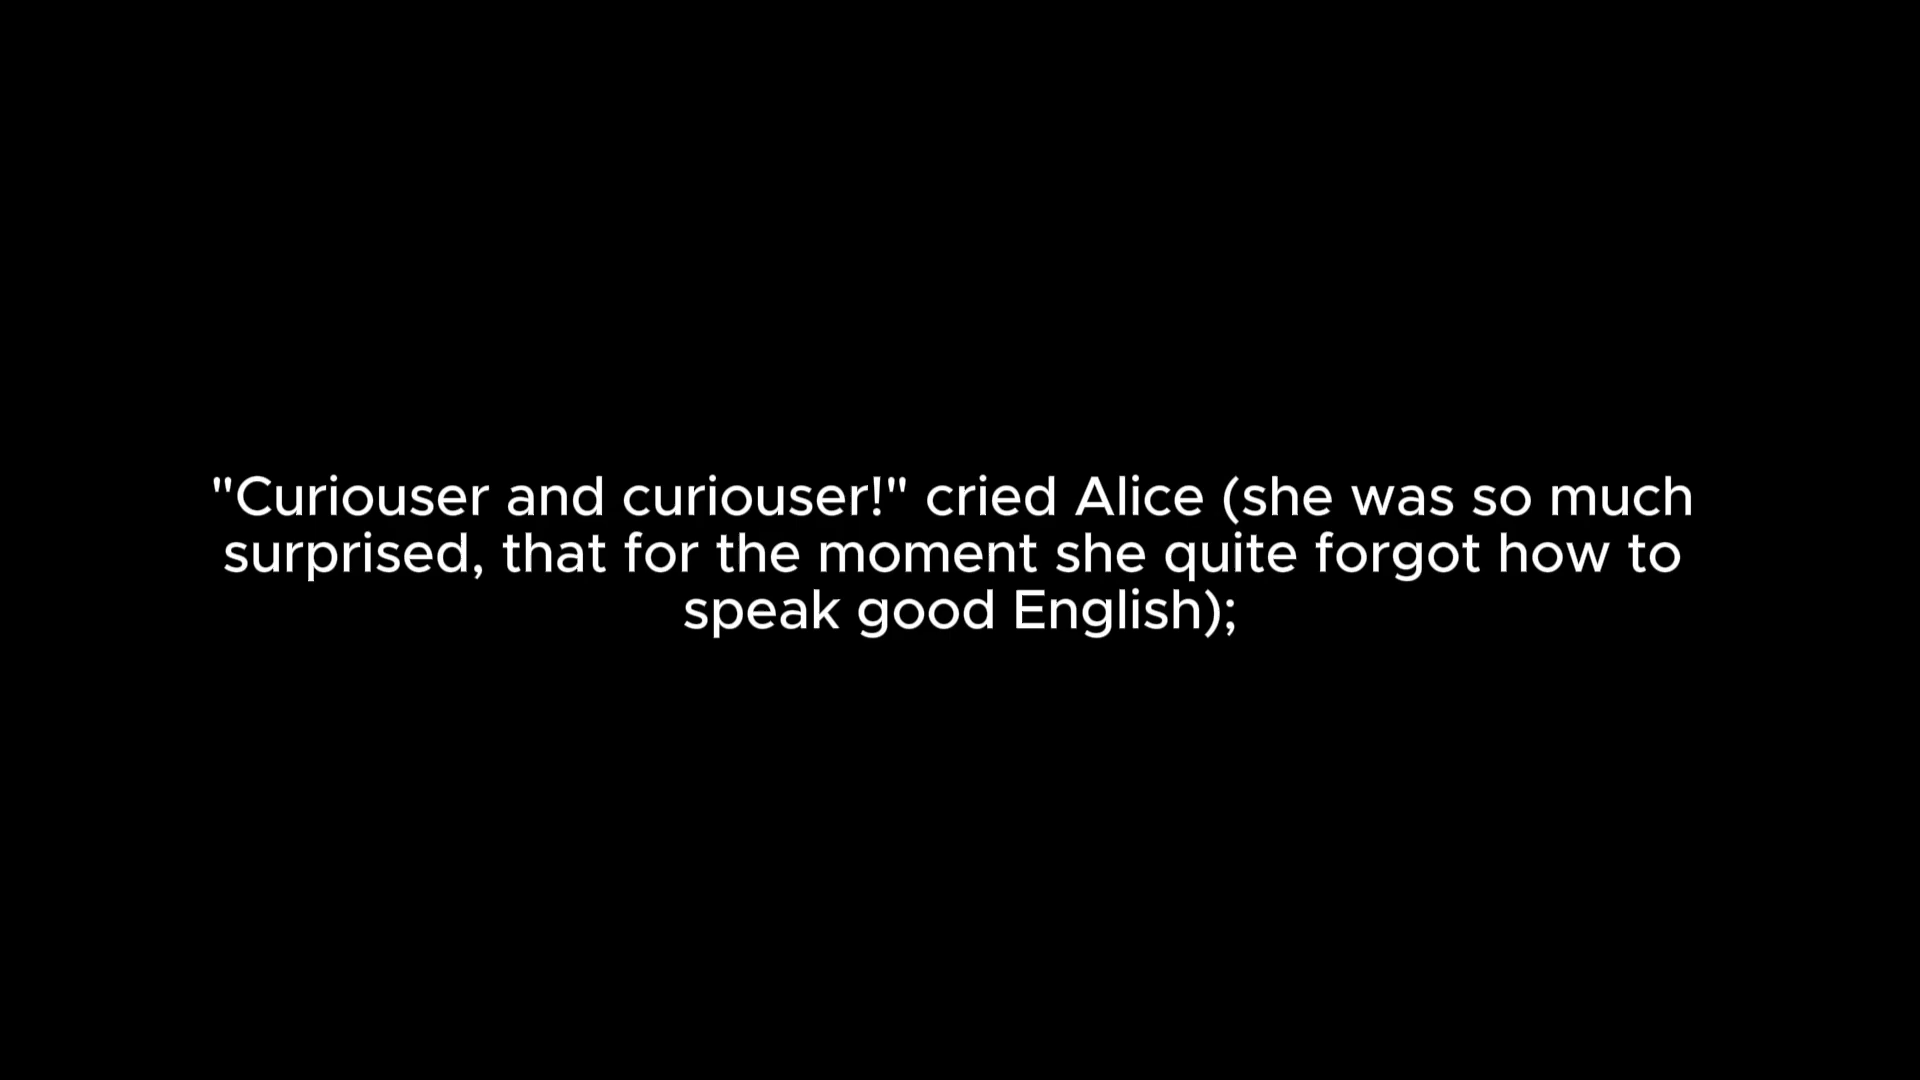 "Curiouser and curiouser!" cried Alice (she was so much
surprised, that for the moment she quite forgot how to
speak good English);